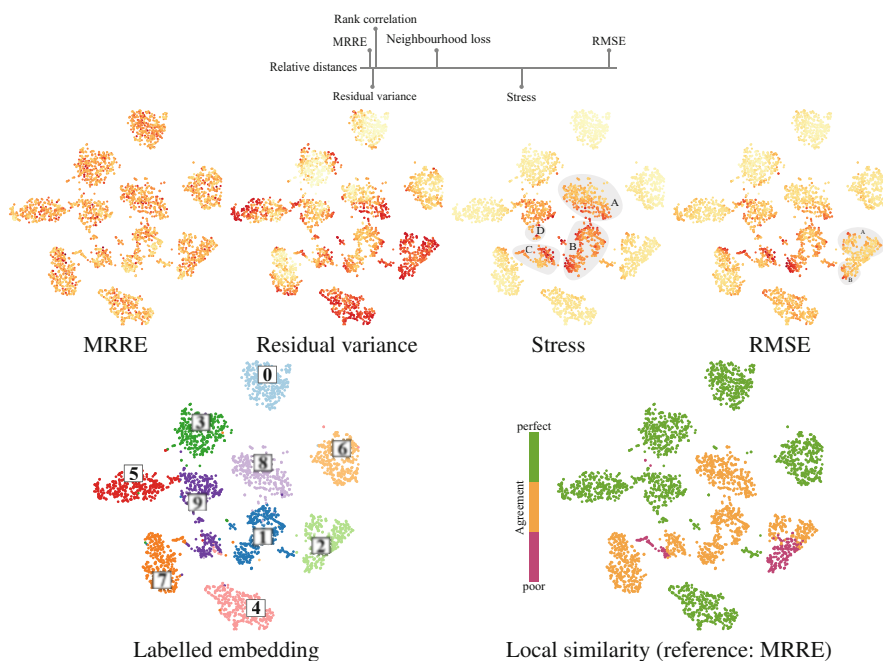 Rank correlation
MRRE
Neighbourhood loss
RMSE
Relative distances
Residual variance
Stress
A
D
B
C
A
B
MRRE
Residual variance
Stress
RMSE
0
3
6
5
8
9
1
2
7
4
perfect
Agreement
poor
Labelled embedding
Local similarity (reference: MRRE)